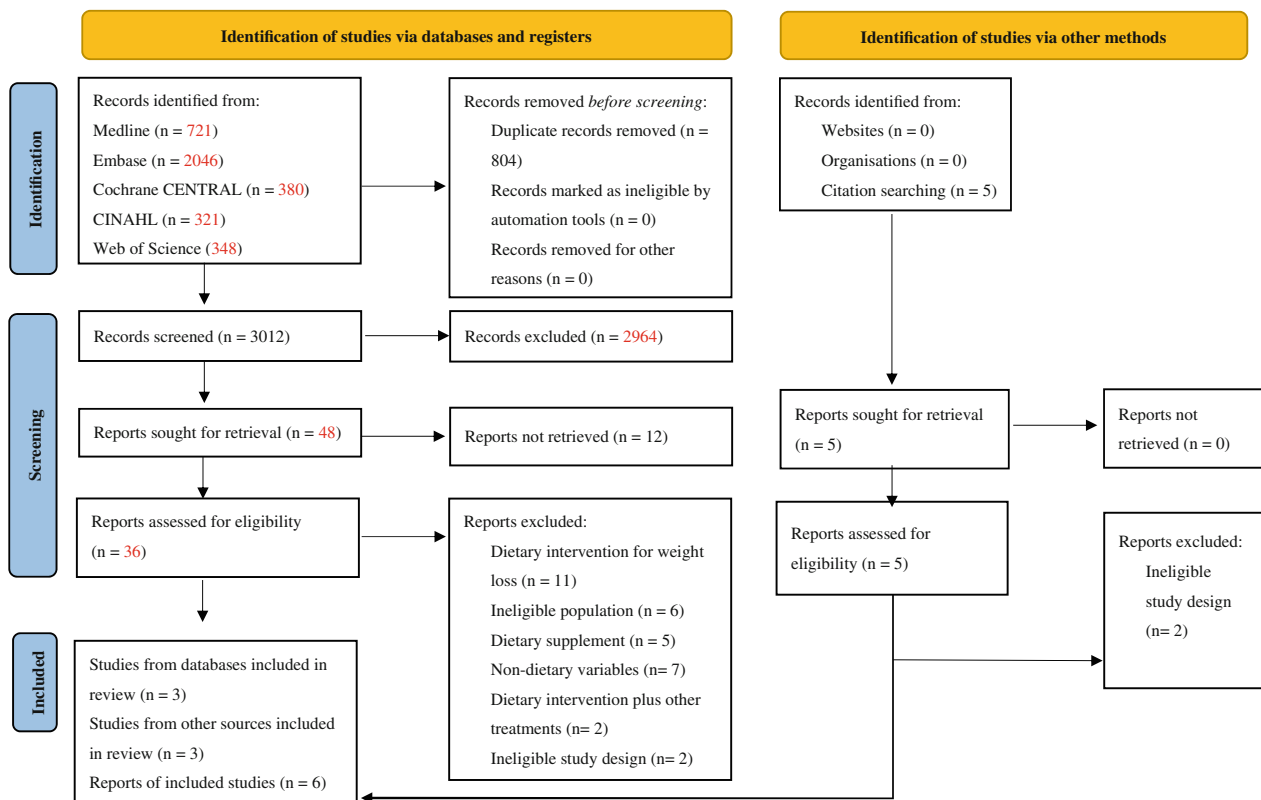 Identification of studies via databases and registers
Identification of studies via other methods
Identification
Records identified from:
Medline (n = 721)
Embase (n = 2046)
Cochrane CENTRAL (n = 380)
CINAHL (n = 321)
Web of Science (348)
Records removed before screening:
Duplicate records removed (n =
804)
Records marked as ineligible by
automation tools (n = 0)
Records removed for other
reasons (n = 0)
Records identified from:
Websites (n = 0)
Organisations (n = 0)
Citation searching (n = 5)
Screening
Records screened (n = 3012)
Records excluded (n = 2964)
Reports sought for retrieval (n = 48)
Reports not retrieved (n = 12)
Reports sought for retrieval
(n = 5)
Reports not
retrieved (n = 0)
Reports assessed for eligibility
(n = 36)
Reports excluded:
Dietary intervention for weight
loss (n = 11)
Ineligible population (n = 6)
Dietary supplement (n = 5)
Non-dietary variables (n= 7)
Dietary intervention plus other
treatments (n= 2)
Ineligible study design (n= 2)
Reports assessed for
eligibility (n = 5)
Reports excluded:
Ineligible
study design
(n= 2)
Included
Studies from databases included in
review (n = 3)
Studies from other sources included
in review (n = 3)
Reports of included studies (n = 6)